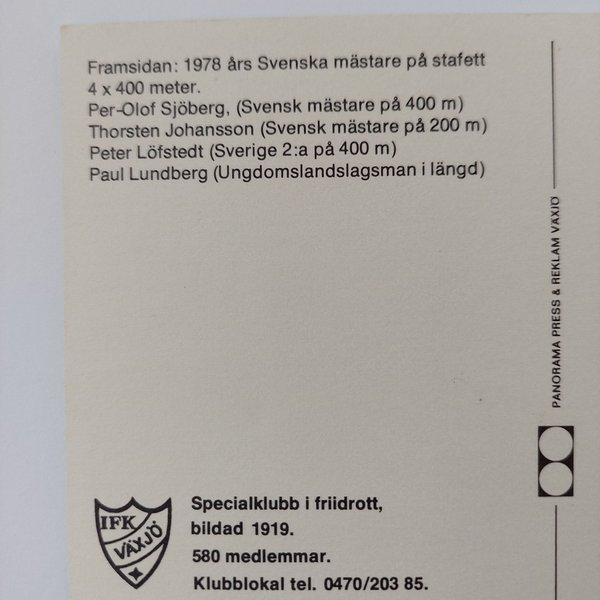 Framsidan: 1978 års Svenska mästare på stafett
4 x 400 meter.
Per-Olof Sjöberg, (Svensk mästare på 400 m)
Thorsten Johansson (Svensk mästare på 200 m)
Peter Löfstedt (Sverige 2:a på 400 m)
Paul Lundberg (Ungdomslandslagsman i längd)
PANORAMA PRESS & REKLAM VÄXJÖ
IFK
VÄXJÖ
Specialklubb i friidrott,
bildad 1919.
580 medlemmar.
Klubblokal tel. 0470/203 85.